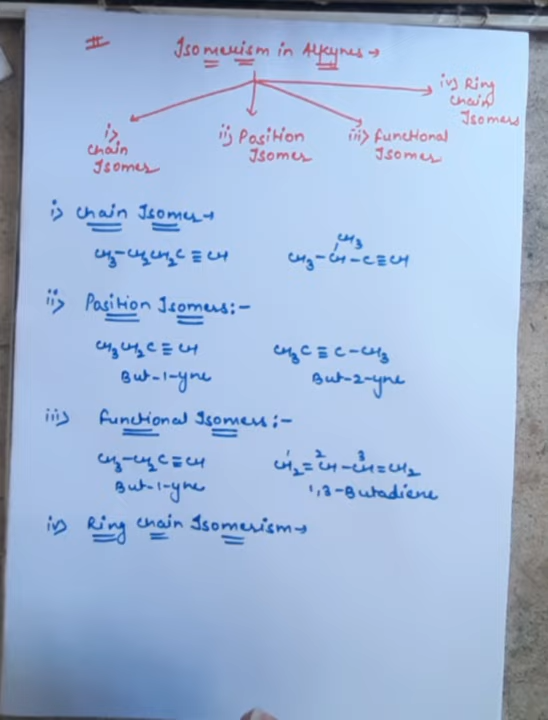 Isomerism in Alkynes →
i) Chain Isomer
ii) Position Isomer
iii) Functional Isomer
iv) Ring Chain Isomers
i) Chain Isomer →
CH3-CH2CH2C≡CH
CH3
CH3-CH-C≡CH
ii) Position Isomers:-
CH3CH2C≡CH
CH3C≡C-CH3
But-1-yne
But-2-yne
iii) Functional Isomers:-
CH3-CH2C≡CH
1 2 3
CH2=CH-CH=CH2
But-1-yne
1,3-Butadiene
iv) Ring Chain Isomerism →